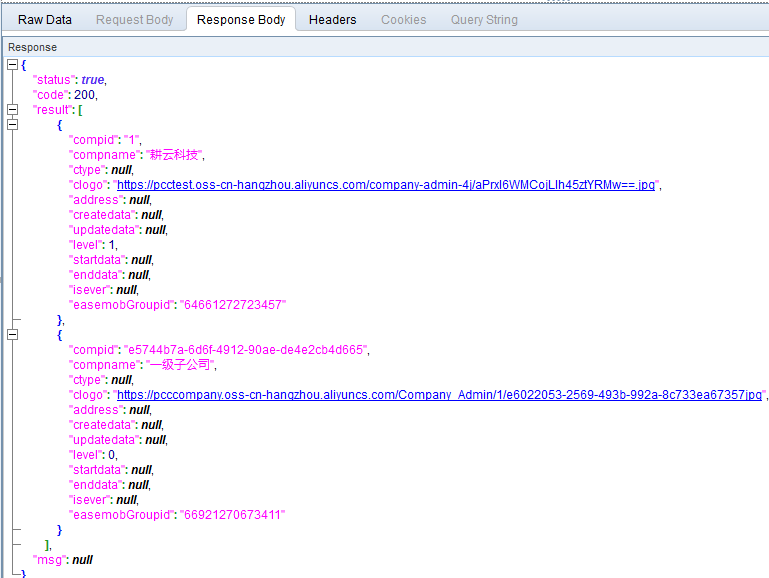 Raw Data Request Body Response Body Headers Cookies Query String
Response
{
"status": true,
"code": 200,
"result": [
{
"compid": "1",
"compname": "耕云科技",
"ctype": null,
"clogo": "https://pcctest.oss-cn-hangzhou.aliyuncs.com/company-admin-4j/aPrxI6WMCojLIh45ztYRMw==.jpg",
"address": null,
"createdata": null,
"updatedata": null,
"level": 1,
"startdata": null,
"enddata": null,
"isever": null,
"easemobGroupid": "64661272723457"
},
{
"compid": "e5744b7a-6d6f-4912-90ae-de4e2cb4d665",
"compname": "一级子公司",
"ctype": null,
"clogo": "https://pcccompany.oss-cn-hangzhou.aliyuncs.com/Company_Admin/1/e6022053-2569-493b-992a-8c733ea67357jpg",
"address": null,
"createdata": null,
"updatedata": null,
"level": 0,
"startdata": null,
"enddata": null,
"isever": null,
"easemobGroupid": "66921270673411"
}
],
"msg": null
}